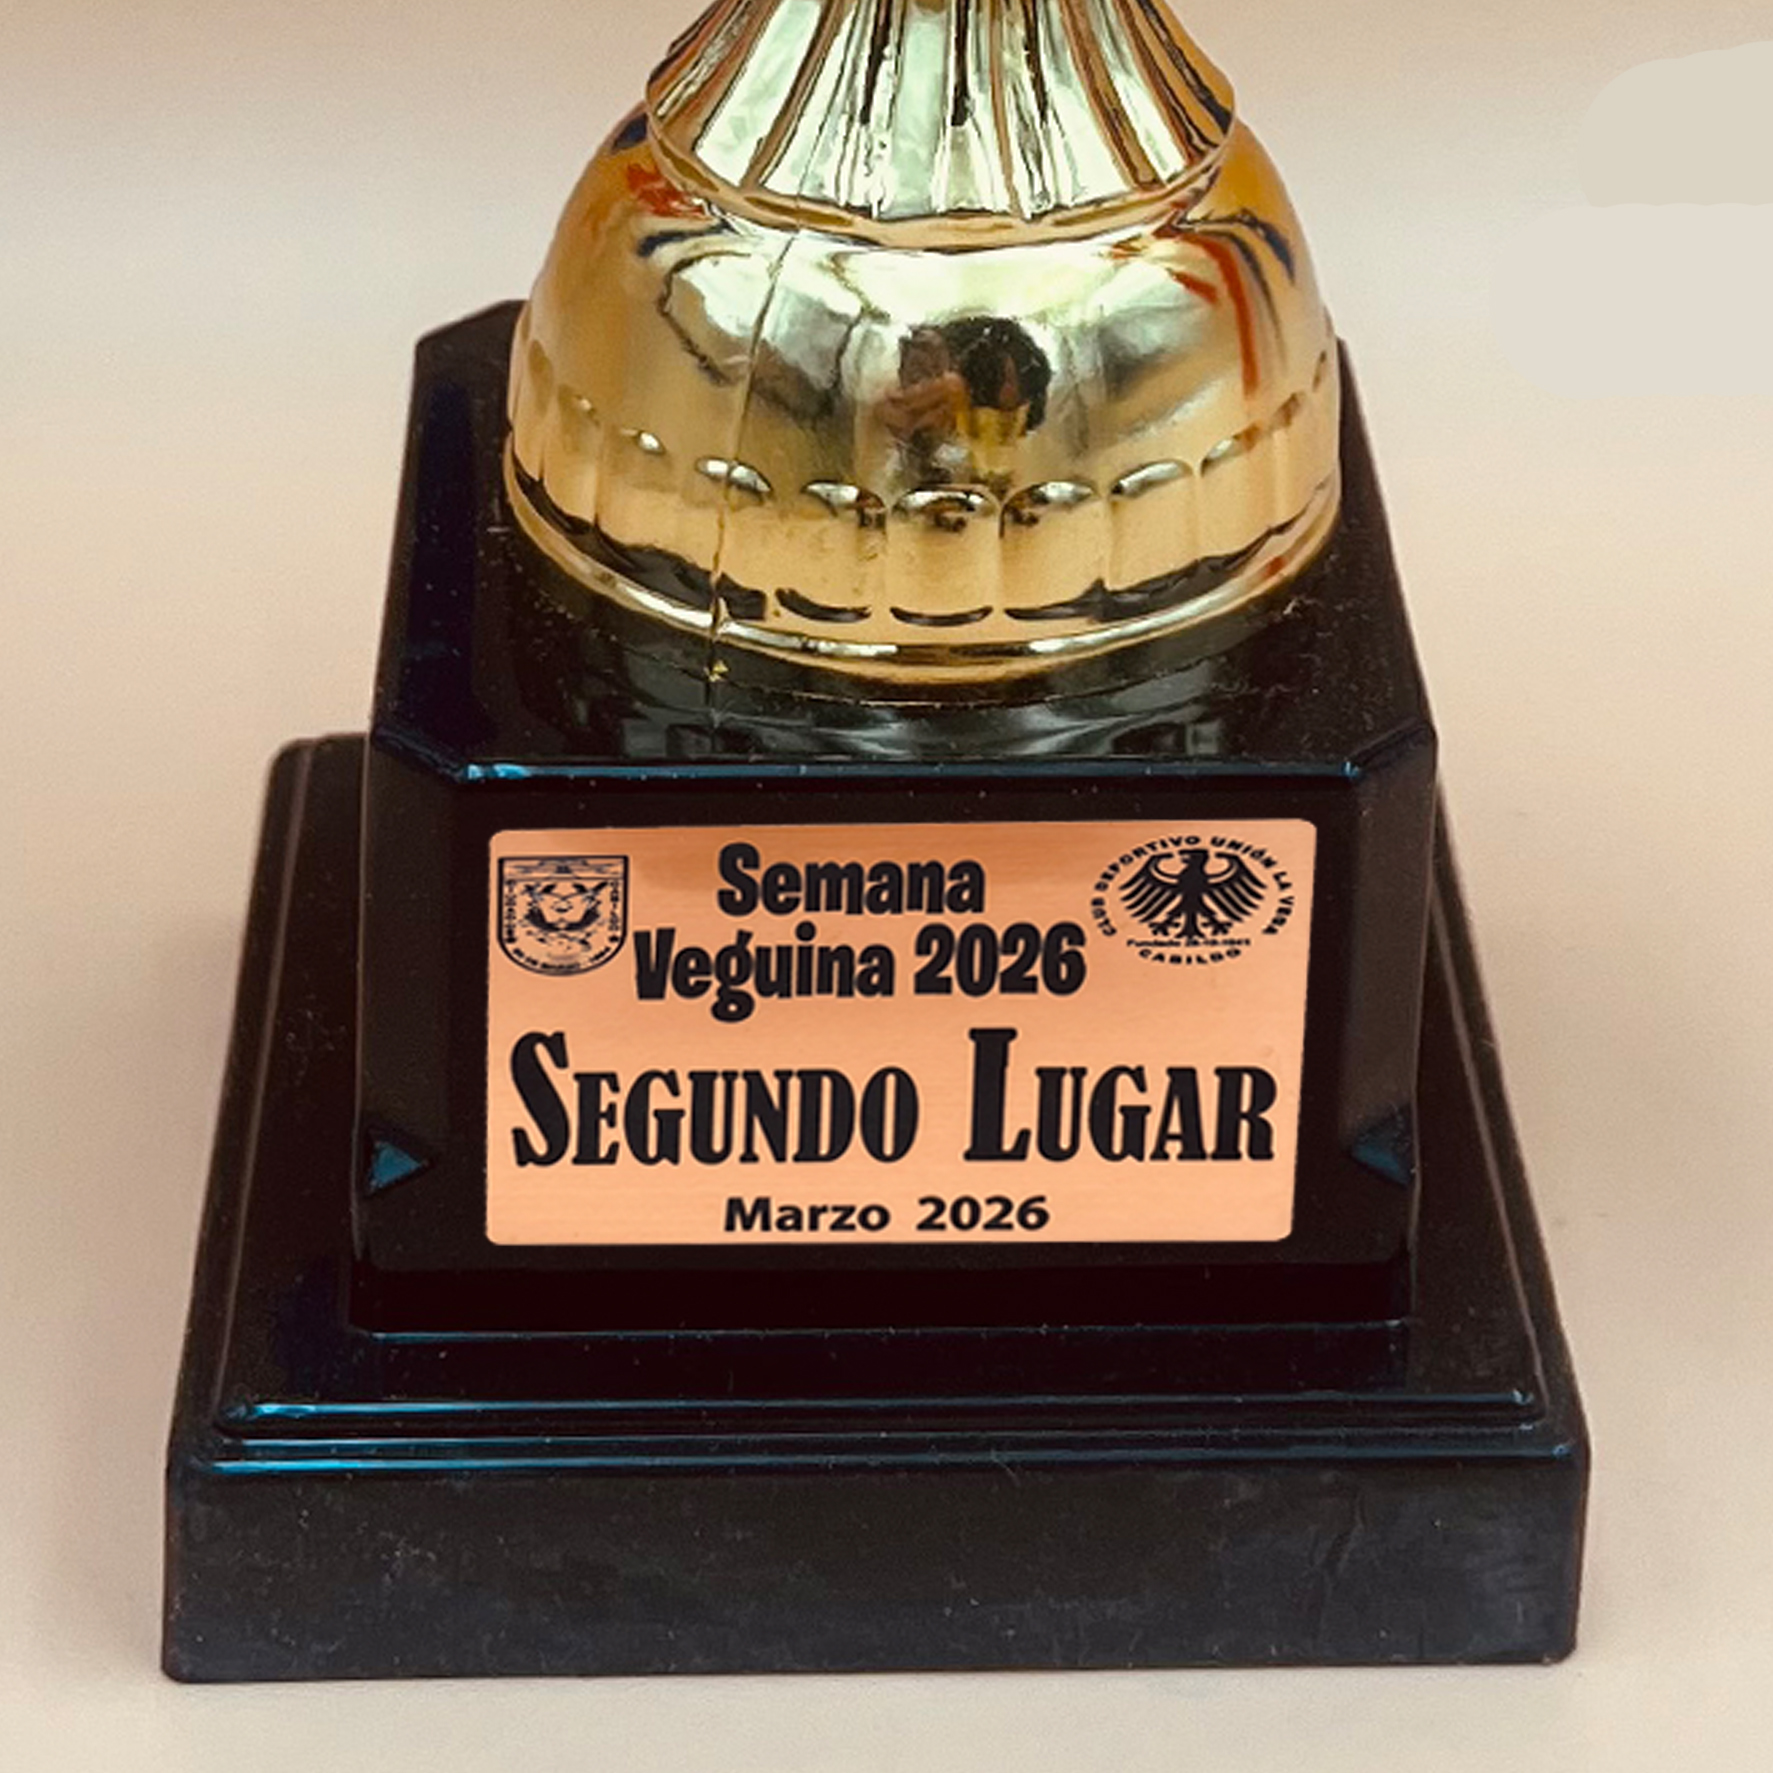 Semana
Veguina 2026
CLUB DEPORTIVO UNIÓN LA VEGA
CABILDO
SEGUNDO LUGAR
Marzo 2026